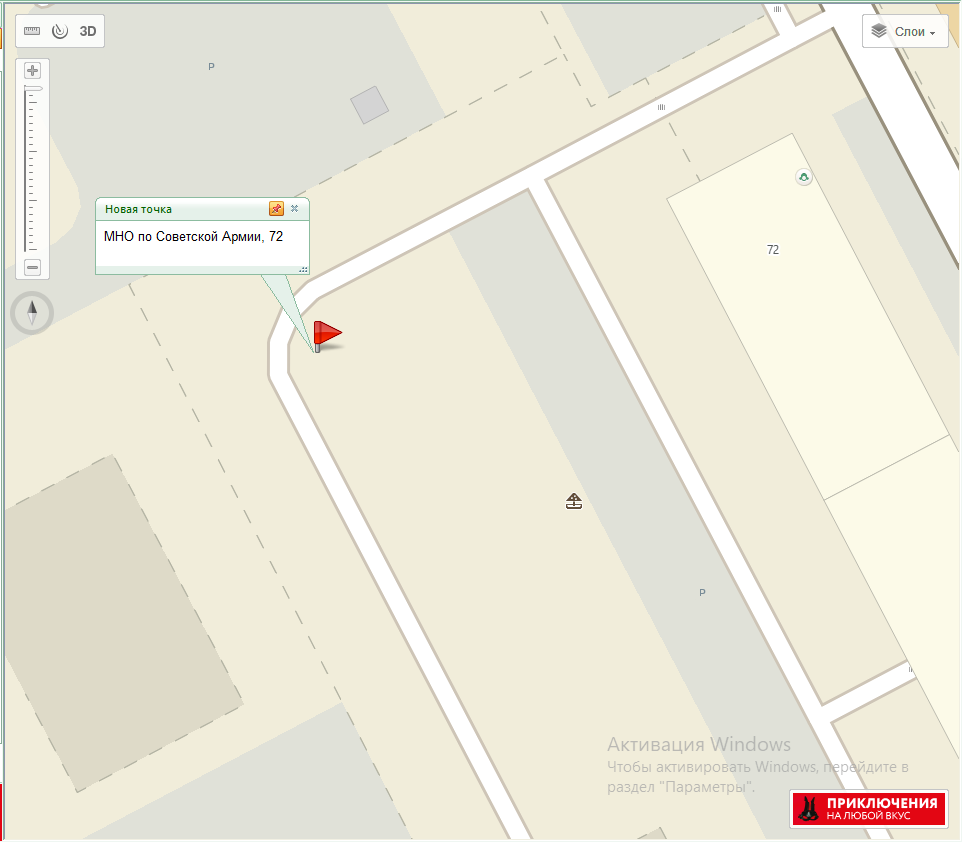 3D
Слои
P
Новая точка
МНО по Советской Армии, 72
72
P
Активация Windows
Чтобы активировать Windows, перейдите в
раздел "Параметры".
ПРИКЛЮЧЕНИЯ
НА ЛЮБОЙ ВКУС